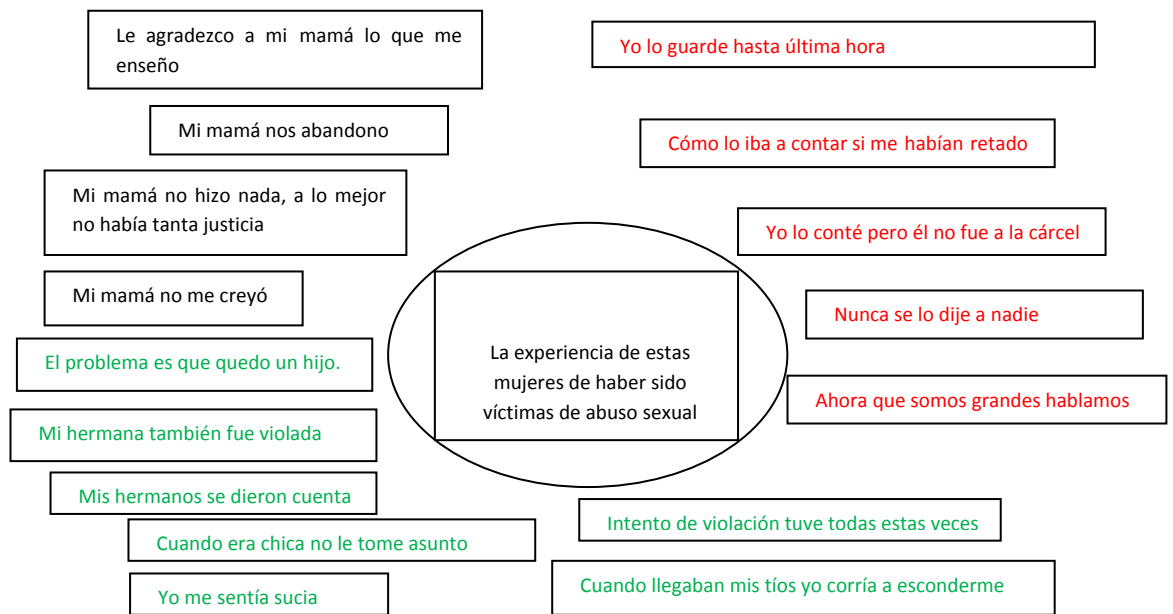 Le agradezco a mi mamá lo que me
enseño
Mi mamá nos abandono
Mi mamá no hizo nada, a lo mejor
no había tanta justicia
Mi mamá no me creyó
El problema es que quedo un hijo.
Mi hermana también fue violada
Mis hermanos se dieron cuenta
Cuando era chica no le tome asunto
Yo me sentía sucia
La experiencia de estas
mujeres de haber sido
víctimas de abuso sexual
Yo lo guarde hasta última hora
Cómo lo iba a contar si me habían retado
Yo lo conté pero él no fue a la cárcel
Nunca se lo dije a nadie
Ahora que somos grandes hablamos
Intento de violación tuve todas estas veces
Cuando llegaban mis tíos yo corría a esconderme